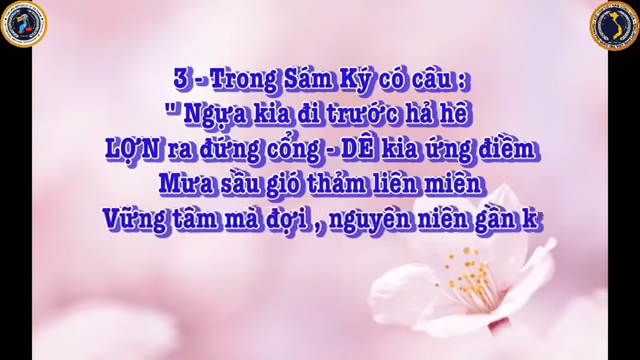 3 - Trong Sám Ký có câu :
" Ngựa kia đi trước hả hê
LỢN ra đứng cổng - DÊ kia ứng điềm
Mưa sầu gió thảm liên miên
Vững tâm mà đợi , nguyên niên gần k